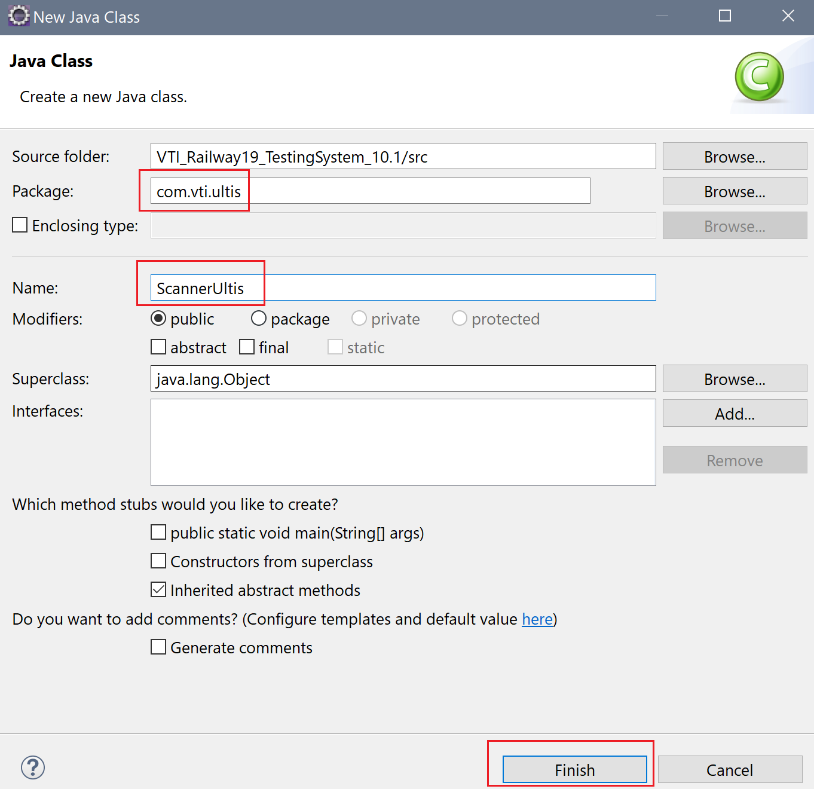 New Java Class
Java Class
Create a new Java class.
Source folder: VTI_Railway19_TestingSystem_10.1/src Browse...
Package: com.vti.ultis Browse...
Enclosing type: Browse...
Name: ScannerUltis
Modifiers: public package private protected
abstract final static
Superclass: java.lang.Object Browse...
Interfaces: Add...
Remove
Which method stubs would you like to create?
public static void main(String[] args)
Constructors from superclass
Inherited abstract methods
Do you want to add comments? (Configure templates and default value here)
Generate comments
? Finish Cancel